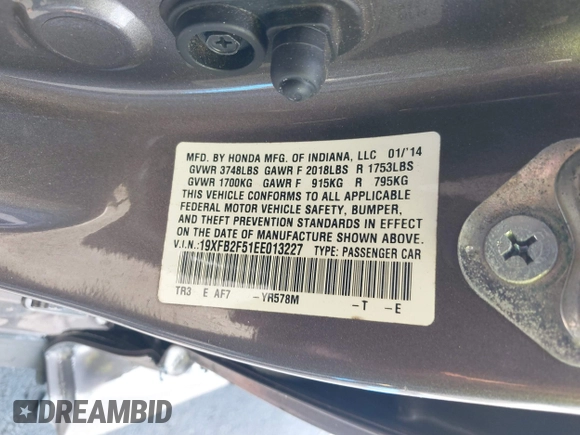 MFD. BY HONDA MFG. OF INDIANA, LLC 01/'14
GVWR 3748LBS GAWR F 2018LBS R 1753LBS
GVWR 1700KG GAWR F 915KG R 795KG
THIS VEHICLE CONFORMS TO ALL APPLICABLE
FEDERAL MOTOR VEHICLE SAFETY, BUMPER,
AND THEFT PREVENTION STANDARDS IN EFFECT
ON THE DATE OF MANUFACTURE SHOWN ABOVE.
V.I.N.:19XFB2F51EE013227 TYPE: PASSENGER CAR
TR3 E AF7 -YR578M -T -E
DREAMBID